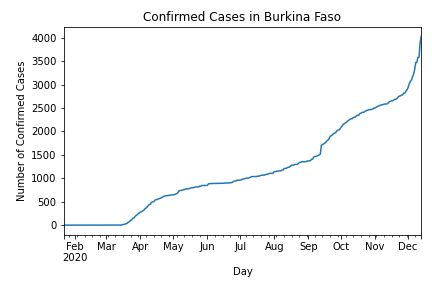 Confirmed Cases in Burkina Faso
Number of Confirmed Cases
4000
3500
3000
2500
2000
1500
1000
500
0
Feb Mar Apr May Jun Jul Aug Sep Oct Nov Dec
2020
Day